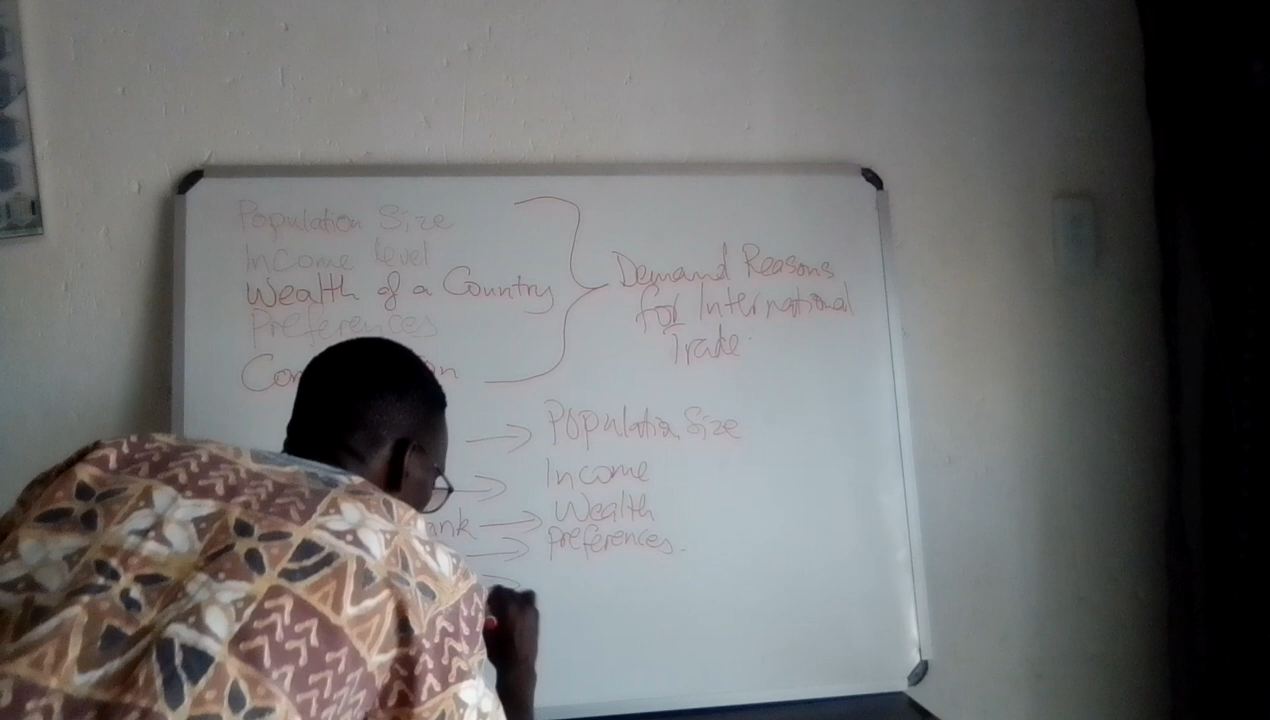 Population Size
Income level
Wealth of a Country
Preferences
Demand Reasons
for International
Trade.
→ Population Size
→ Income
→ Wealth
→ preferences.
→